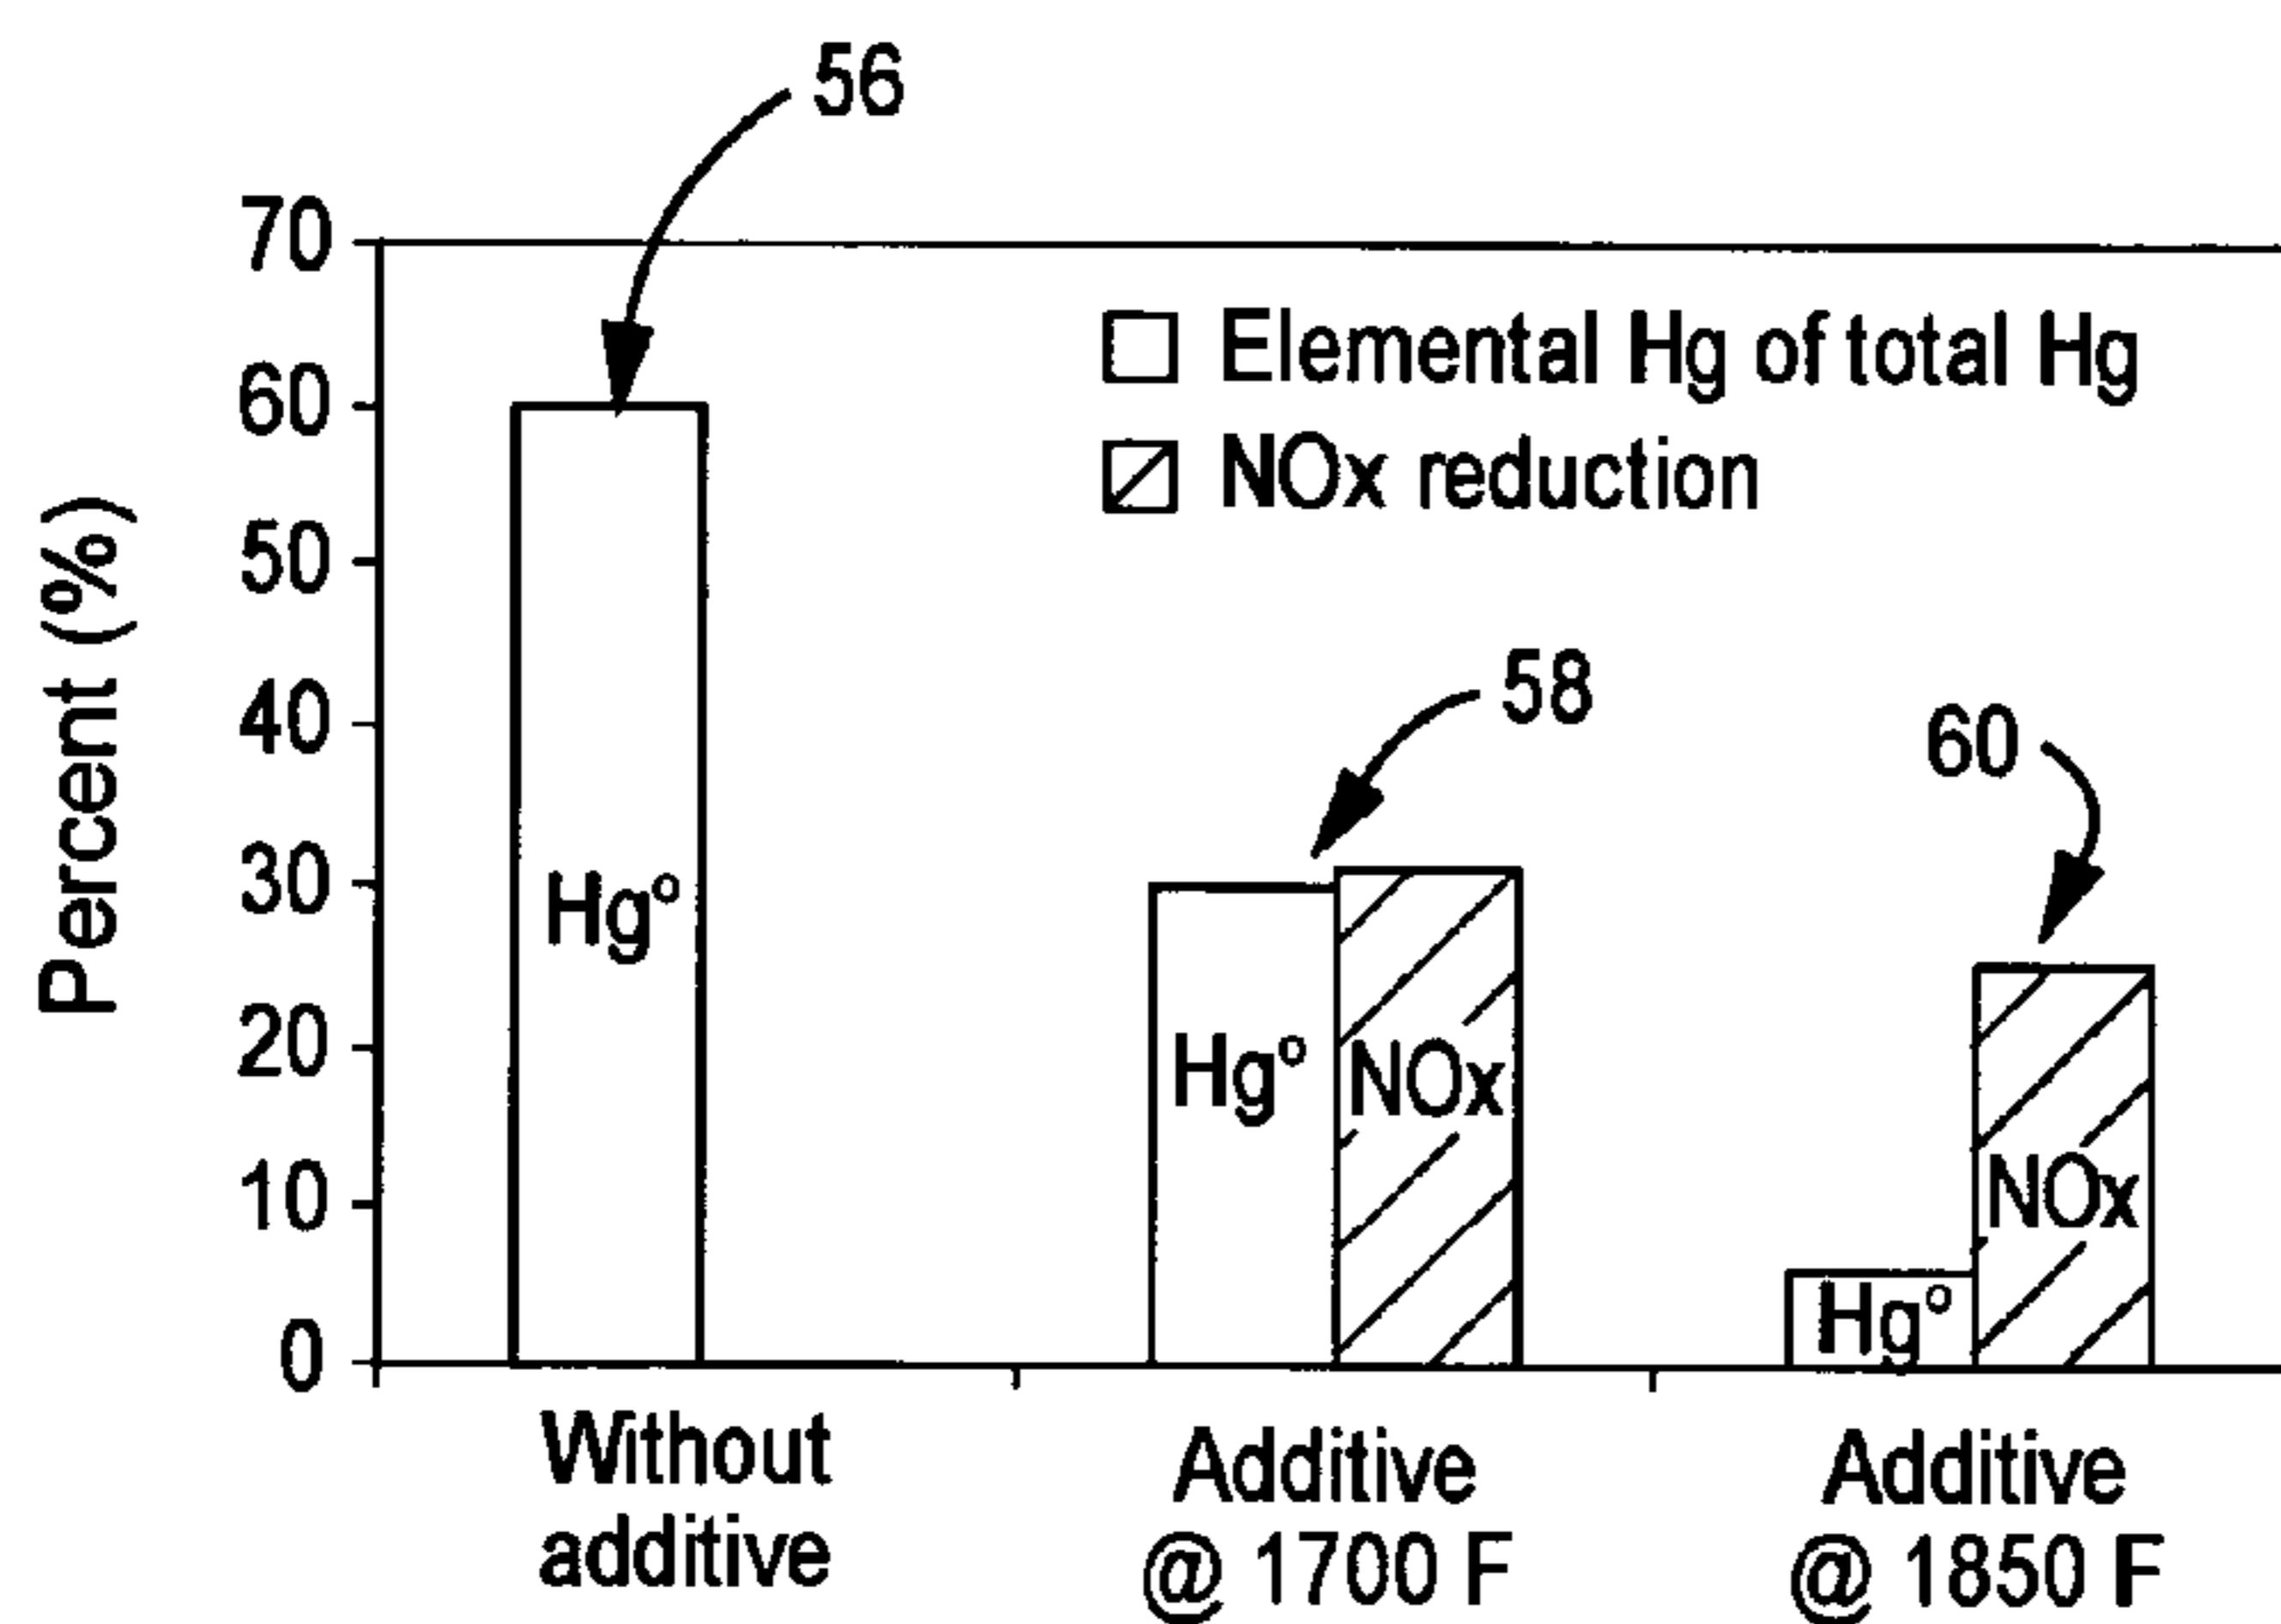 56
70
60
50
40
30
20
10
0
Percent (%)
Elemental Hg of total Hg
NOx reduction
58
60
Hg°
Hg°
NOx
Hg°
NOx
Without
additive
Additive
@ 1700 F
Additive
@ 1850 F